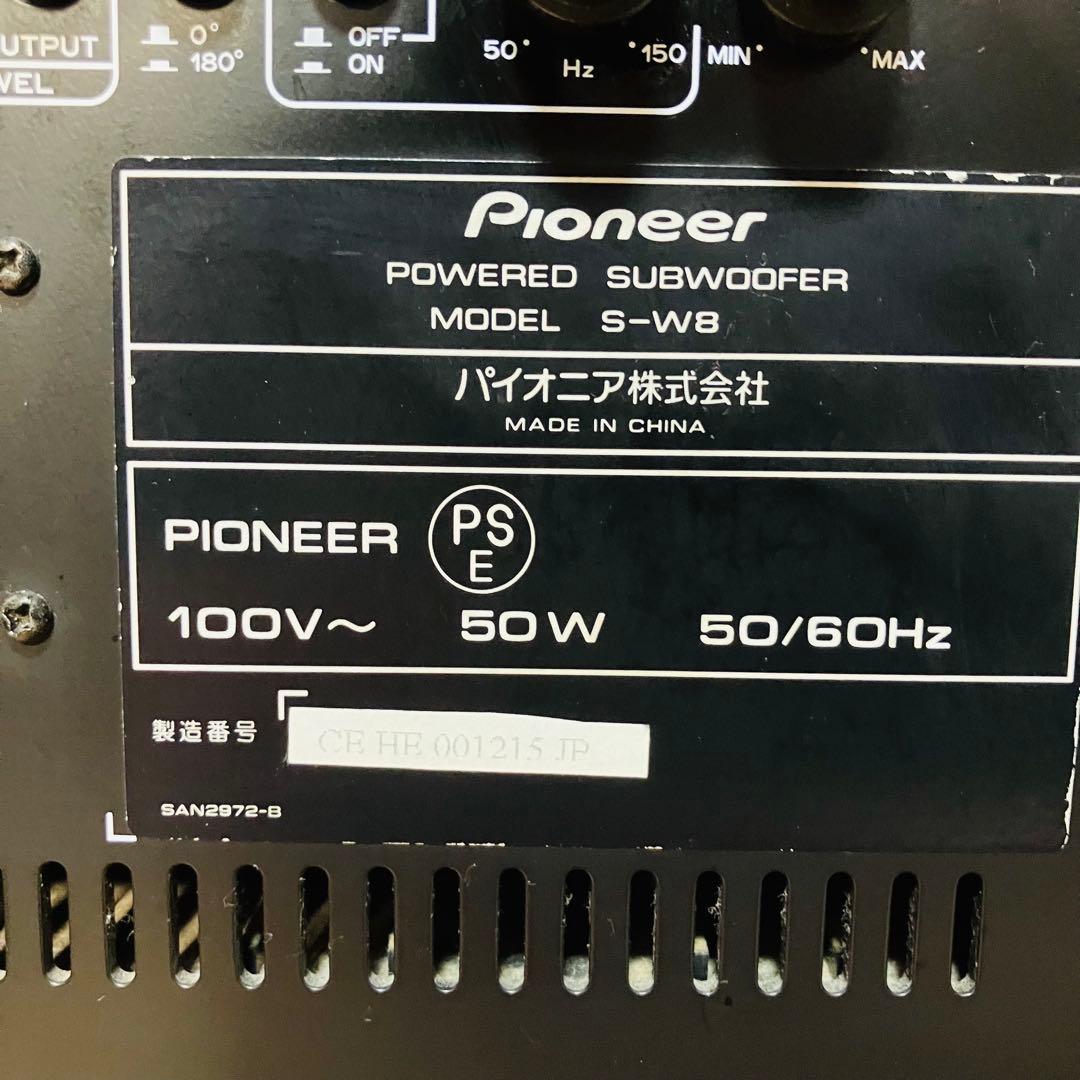 UTPUT
VEL
0°
180°
OFF
ON
50
Hz
150
MIN
MAX
Pioneer
POWERED SUBWOOFER
MODEL S-W8
パイオニア株式会社
MADE IN CHINA
PIONEER PS E
100V～ 50W 50/60Hz
製造番号 CE HE 001215 JP
SAN2972-B